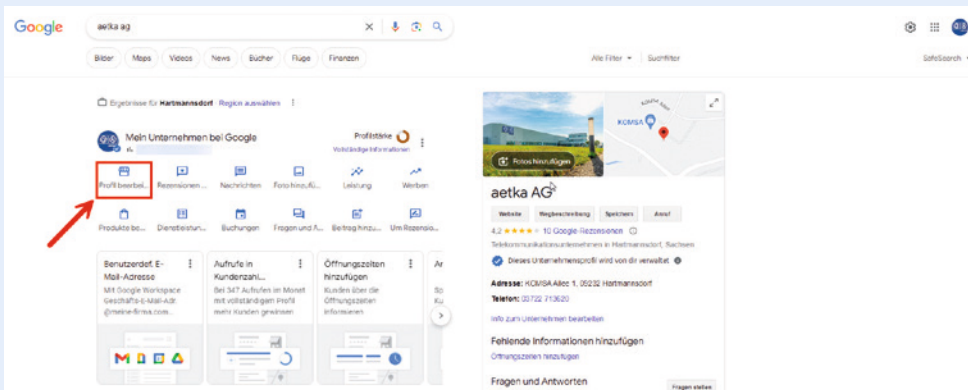 Google
aetka ag
Bilder Maps Videos News Bücher Flüge Finanzen
Alle Filter Suchfilter
SafeSearch
Ergebnisse für Hartmannsdorf Region auswählen
Mein Unternehmen bei Google
Profilstärke
Vollständige Informationen
Profil bearbei... Rezensionen ... Nachrichten Foto hinzufü... Leistung Werben
Produkte be... Dienstleistun... Buchungen Fragen und A... Beitrag hinzu... Um Rezensio...
Benutzerdef. E-
Mail-Adresse
Mit Google Workspace
Geschäfts-E-Mail-Adr.
@meine-firma.com...
Aufrufe in
Kundenzahl...
Bei 347 Aufrufen im Monat
mit vollständigem Profil
mehr Kunden gewinnen
Öffnungszeiten
hinzufügen
Kunden über die
Öffnungszeiten
informieren
KOMSA
Fotos hinzufügen
aetka AG
Website Wegbeschreibung Speichern Anruf
4,2 10 Google-Rezensionen
Telekommunikationsunternehmen in Hartmannsdorf, Sachsen
Dieses Unternehmensprofil wird von dir verwaltet
Adresse: KOMSA Allee 1, 09232 Hartmannsdorf
Telefon: 03722 713620
Info zum Unternehmen bearbeiten
Fehlende Informationen hinzufügen
Öffnungszeiten hinzufügen
Fragen und Antworten
Fragen stellen